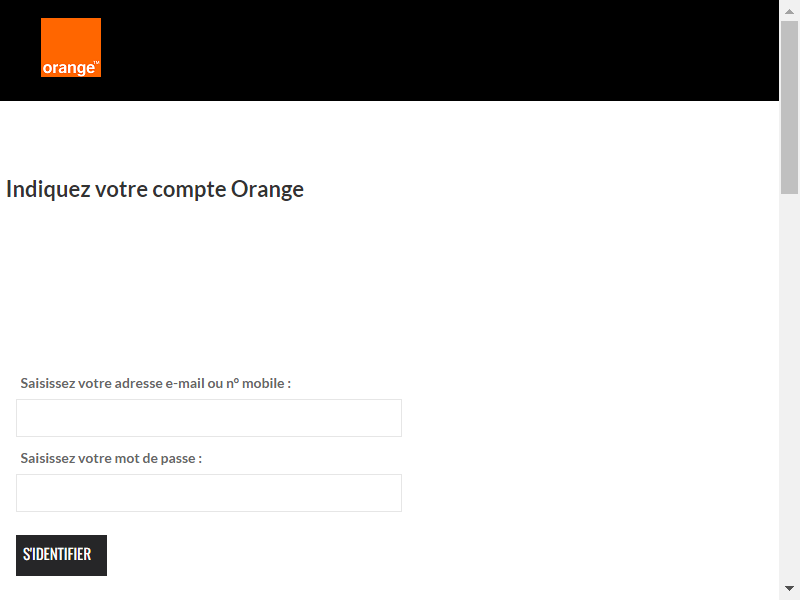 orange™
Indiquez votre compte Orange
Saisissez votre adresse e-mail ou n° mobile :
Saisissez votre mot de passe :
S'IDENTIFIER